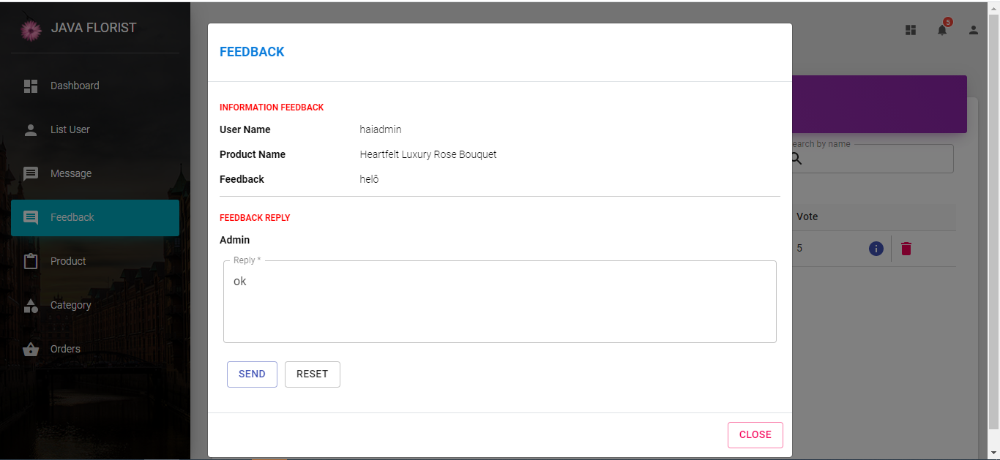 JAVA FLORIST
Dashboard
List User
Message
Feedback
Product
Category
Orders
5
FEEDBACK
INFORMATION FEEDBACK
User Name haiadmin
Product Name Heartfelt Luxury Rose Bouquet
Feedback helô
FEEDBACK REPLY
Admin
Reply *
ok
SEND RESET
CLOSE
earch by name
Vote
5